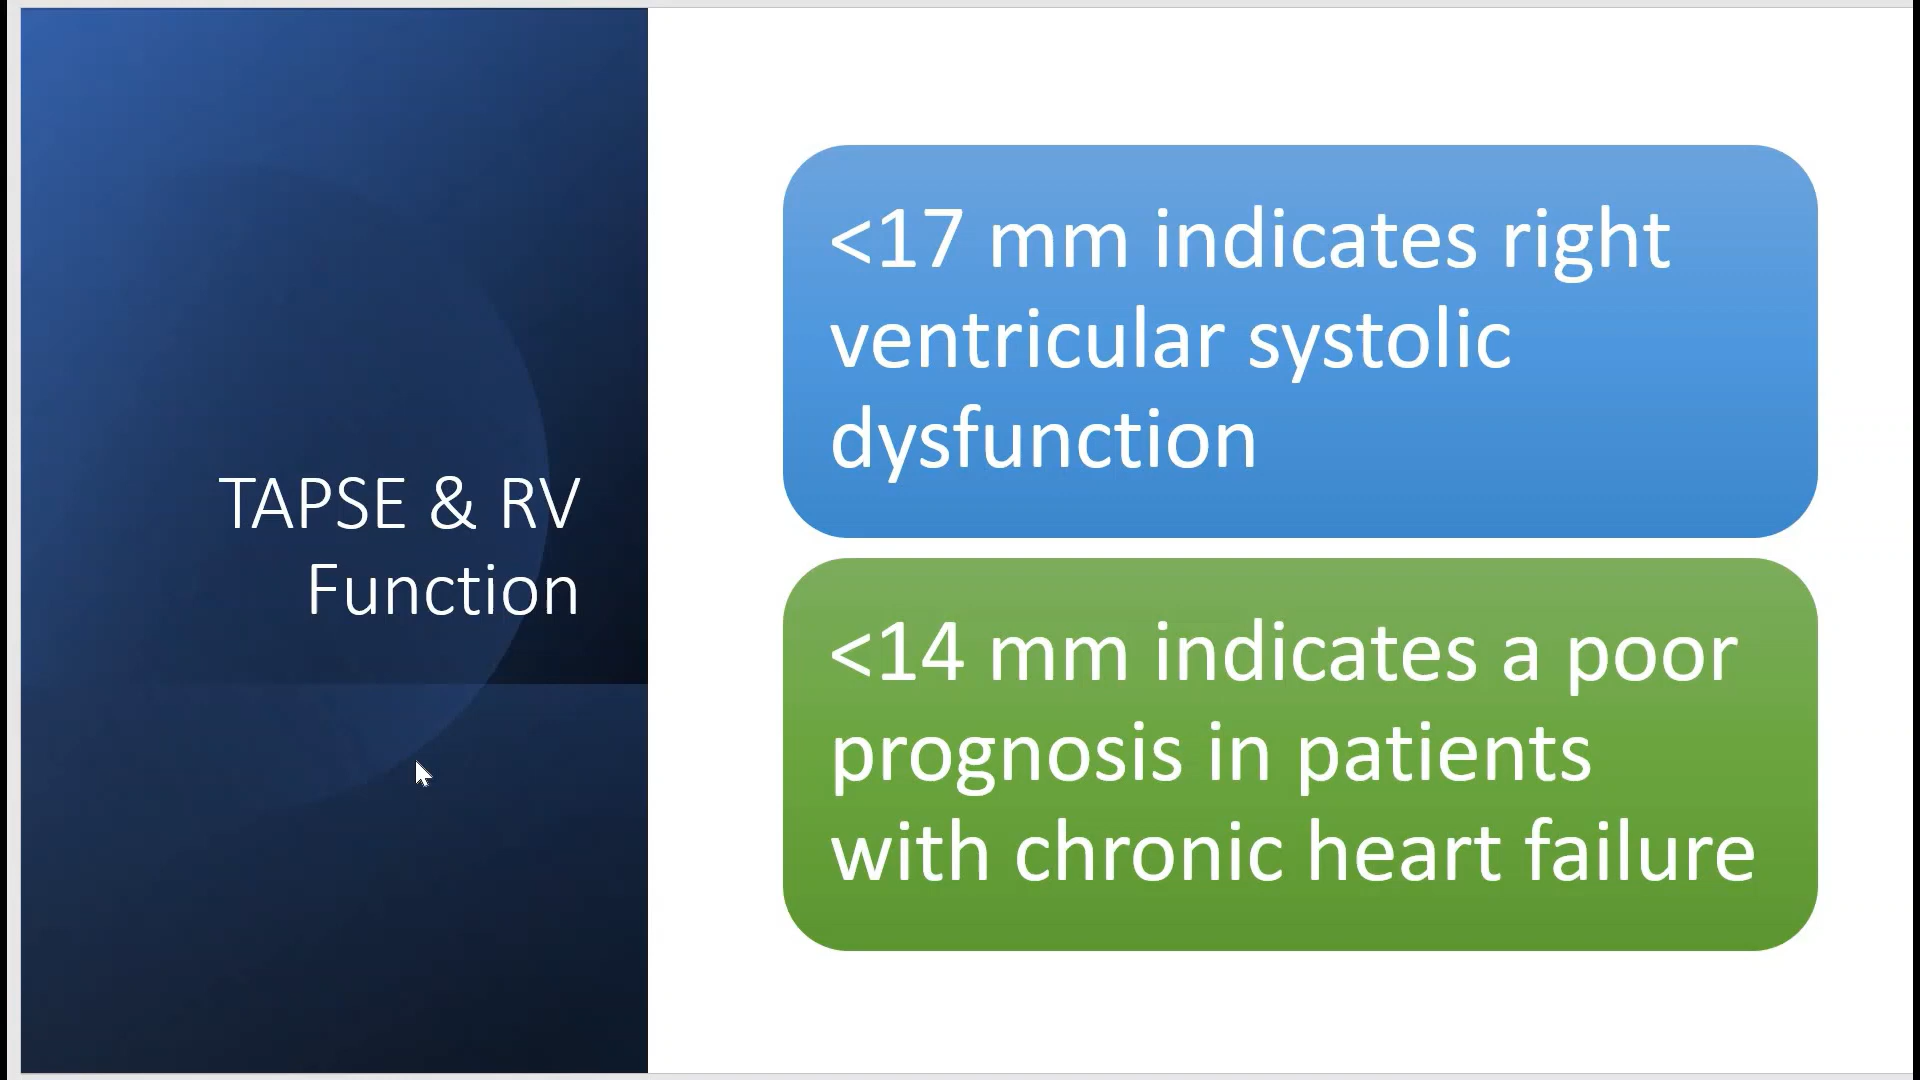 TAPSE & RV
Function
<17 mm indicates right
ventricular systolic
dysfunction
<14 mm indicates a poor
prognosis in patients
with chronic heart failure